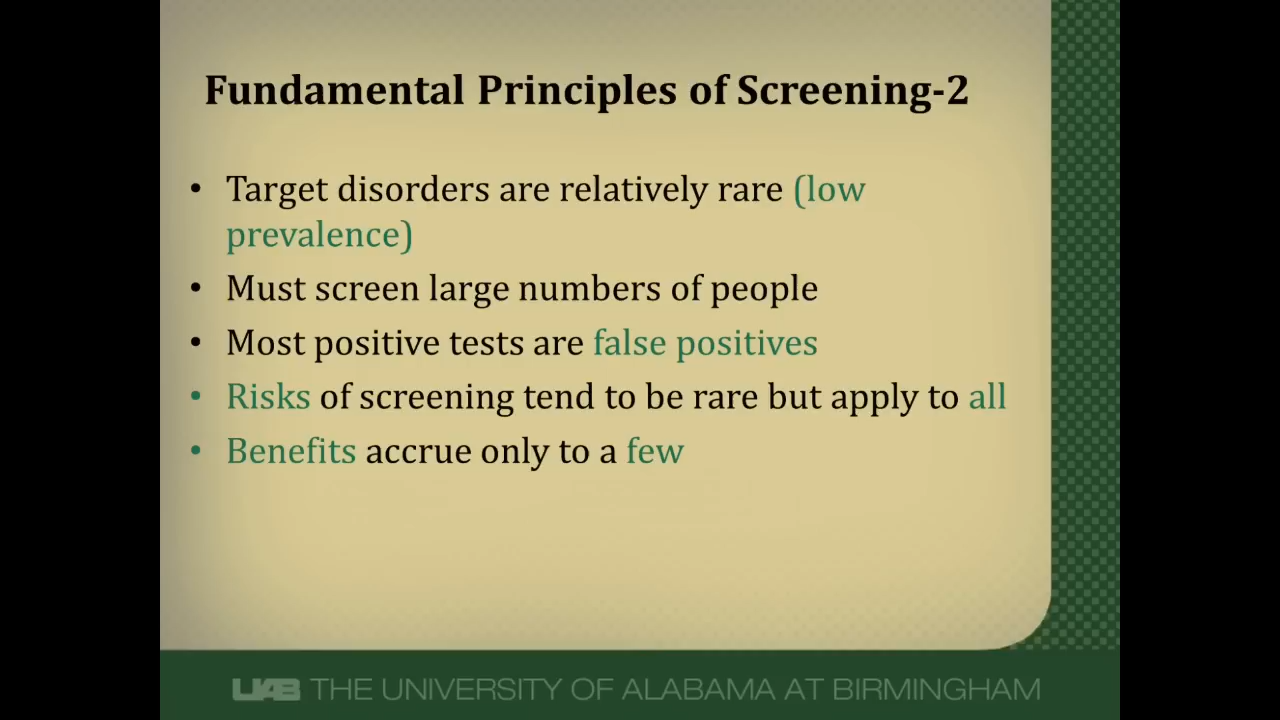 Fundamental Principles of Screening-2
• Target disorders are relatively rare (low
prevalence)
• Must screen large numbers of people
• Most positive tests are false positives
• Risks of screening tend to be rare but apply to all
• Benefits accrue only to a few
UAB THE UNIVERSITY OF ALABAMA AT BIRMINGHAM